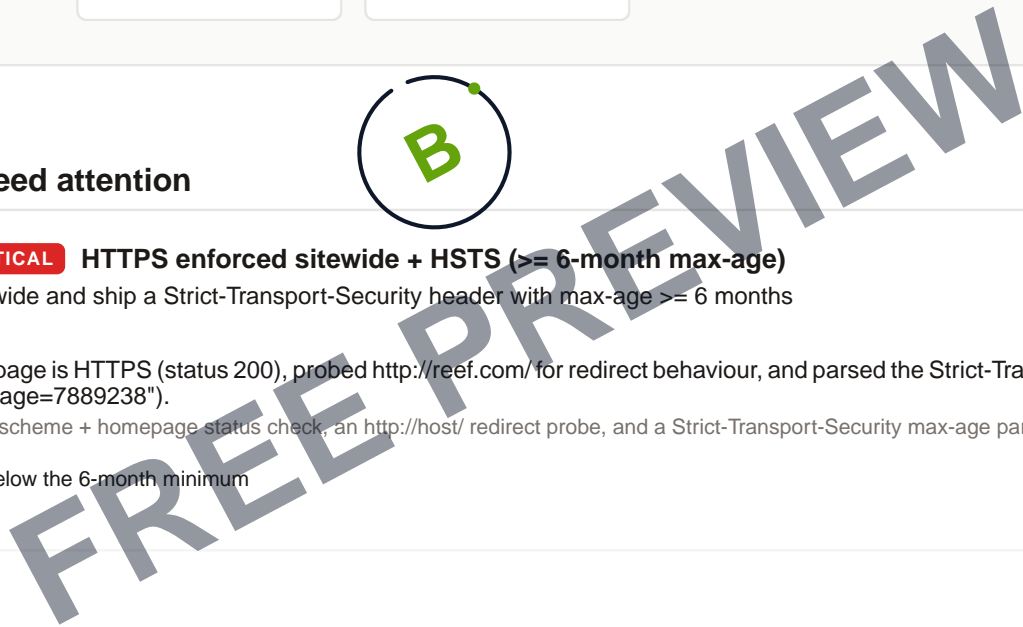 B
eed attention
TICAL HTTPS enforced sitewide + HSTS (>= 6-month max-age)
wide and ship a Strict-Transport-Security header with max-age >= 6 months
page is HTTPS (status 200), probed http://reef.com/ for redirect behaviour, and parsed the Strict-Tra
age=7889238").
scheme + homepage status check, an http://host/ redirect probe, and a Strict-Transport-Security max-age par
elow the 6-month minimum
FREE PREVIEW